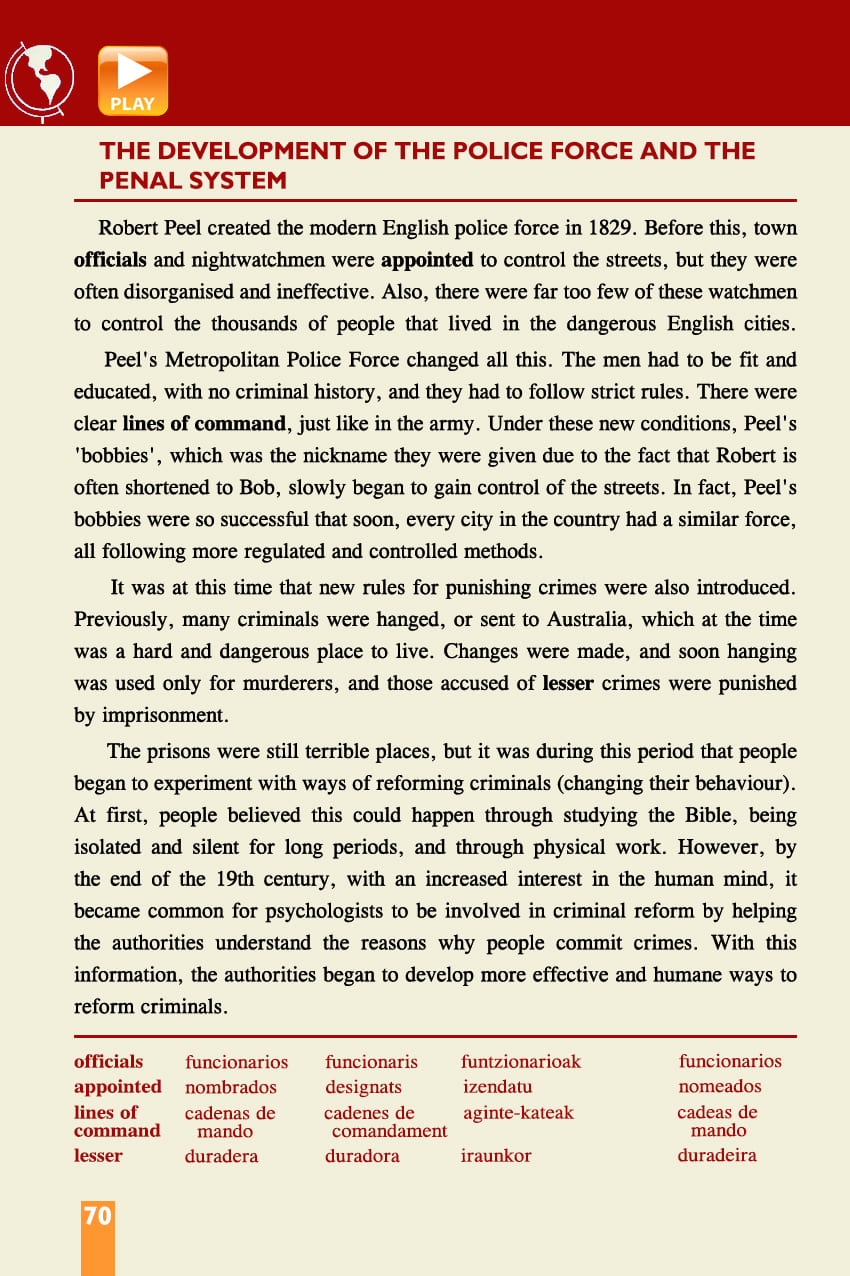 PLAY
THE DEVELOPMENT OF THE POLICE FORCE AND THE
PENAL SYSTEM
Robert Peel created the modern English police force in 1829. Before this, town
officials and nightwatchmen were appointed to control the streets, but they were
often disorganised and ineffective. Also, there were far too few of these watchmen
to control the thousands of people that lived in the dangerous English cities.
Peel's Metropolitan Police Force changed all this. The men had to be fit and
educated, with no criminal history, and they had to follow strict rules. There were
clear lines of command, just like in the army. Under these new conditions, Peel's
'bobbies', which was the nickname they were given due to the fact that Robert is
often shortened to Bob, slowly began to gain control of the streets. In fact, Peel's
bobbies were so successful that soon, every city in the country had a similar force,
all following more regulated and controlled methods.
It was at this time that new rules for punishing crimes were also introduced.
Previously, many criminals were hanged, or sent to Australia, which at the time
was a hard and dangerous place to live. Changes were made, and soon hanging
was used only for murderers, and those accused of lesser crimes were punished
by imprisonment.
The prisons were still terrible places, but it was during this period that people
began to experiment with ways of reforming criminals (changing their behaviour).
At first, people believed this could happen through studying the Bible, being
isolated and silent for long periods, and through physical work. However, by
the end of the 19th century, with an increased interest in the human mind, it
became common for psychologists to be involved in criminal reform by helping
the authorities understand the reasons why people commit crimes. With this
information, the authorities began to develop more effective and humane ways to
reform criminals.
officials funcionarios funcionaris funtzionarioak funcionarios
appointed nombrados designats izendatu nomeados
lines of cadenas de cadenes de aginte-kateak cadeas de
command mando comandament mando
lesser duradera duradora iraunkor duradeira
70